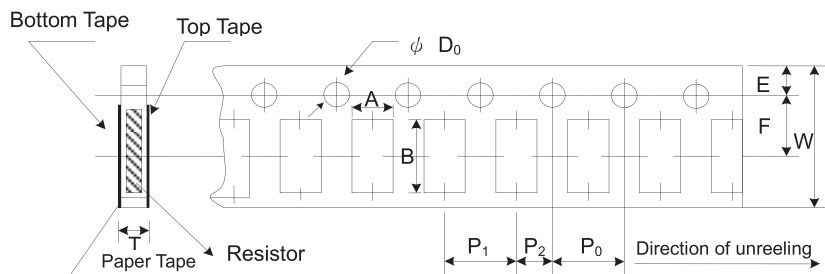 Bottom Tape
Top Tape
ϕ D0
A
B
E
F
W
T
Paper Tape
Resistor
P1
P2
P0
Direction of unreeling